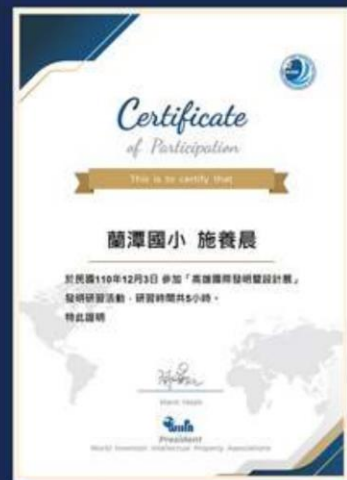 Certificate
of Participation
This is to certify that
蘭潭國小 施養晨
於民國110年12月3日 參加「高雄國際發明暨設計展」
發明研習活動，研習時間共5小時。
特此證明
President
World Invention Intellectual Property Associations